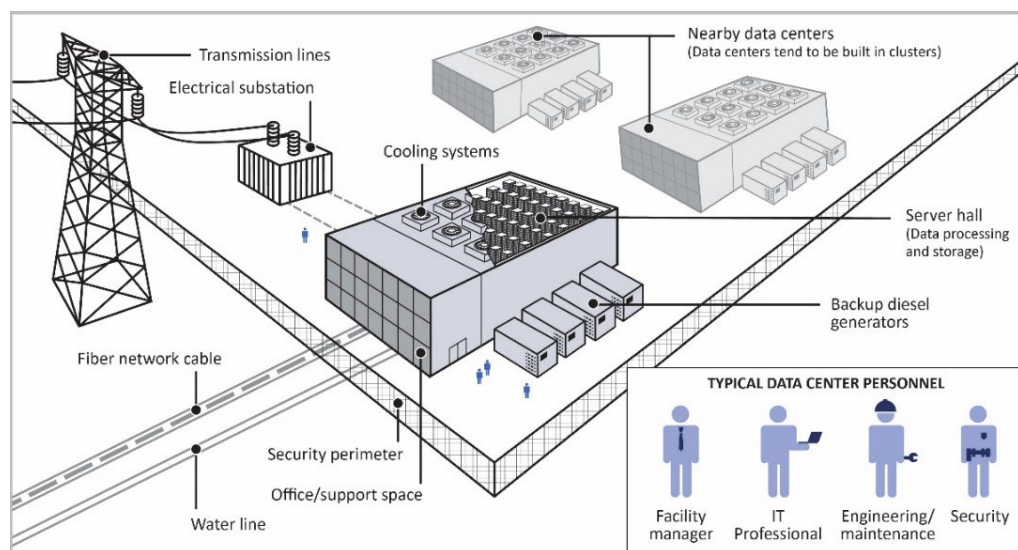 Transmission lines
Electrical substation
Cooling systems
Nearby data centers
(Data centers tend to be built in clusters)
Server hall
(Data processing
and storage)
Backup diesel
generators
Fiber network cable
Security perimeter
Office/support space
Water line
TYPICAL DATA CENTER PERSONNEL
Facility
manager
IT
Professional
Engineering/
maintenance
Security